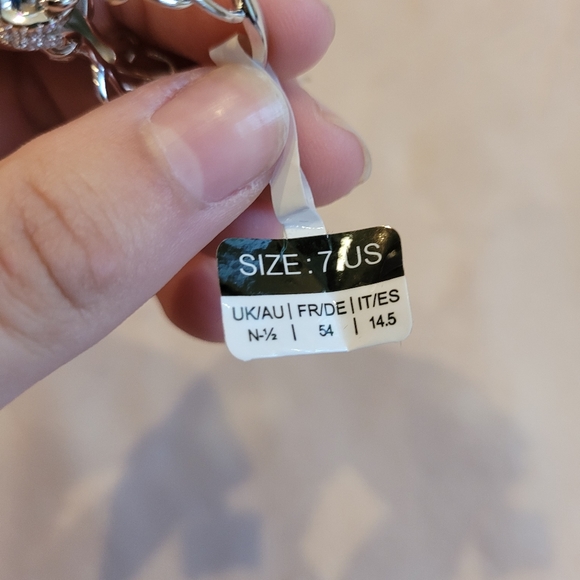 SIZE: 7 US
UK/AU | FR/DE | IT/ES
N-½ | 54 | 14.5